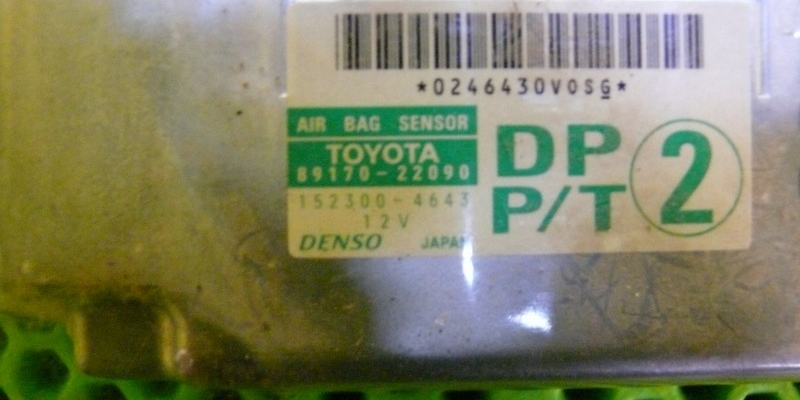 *0246430V0SG*
AIR BAG SENSOR
TOYOTA
89170-22090
152300-4643
12V
DENSO JAPAN
DP
P/T
2